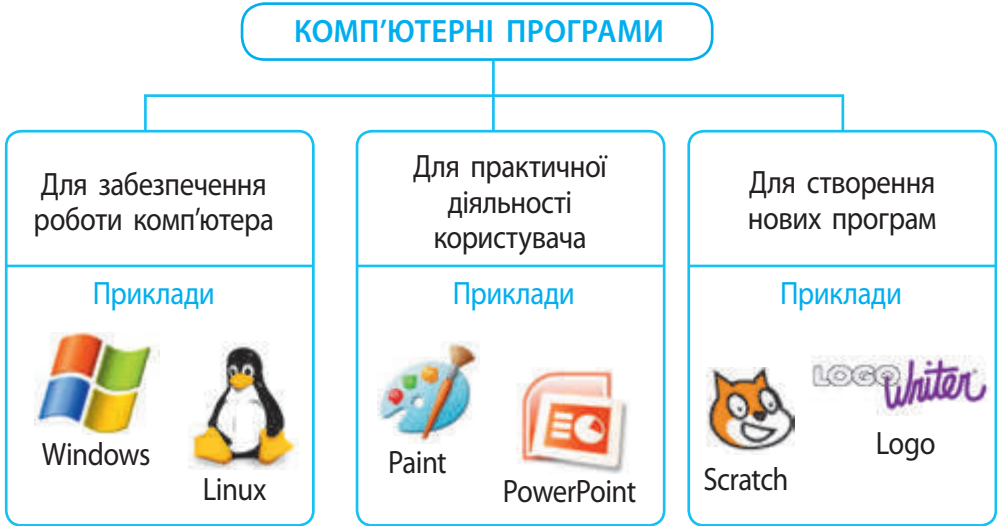 КОМП’ЮТЕРНІ ПРОГРАМИ
Для забезпечення
роботи комп’ютера
Приклади
Windows
Linux
Для практичної
діяльності
користувача
Приклади
Paint
PowerPoint
Для створення
нових програм
Приклади
Scratch
LOGO Writer
Logo